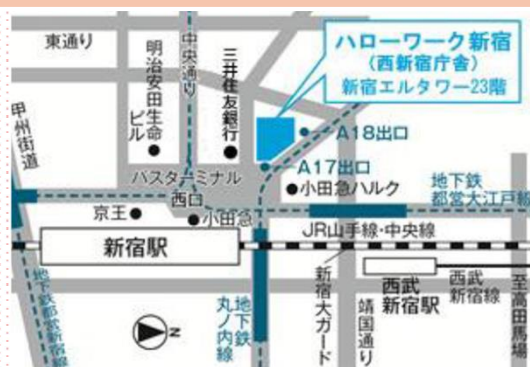 東通り
中央通り
明治安田生命
ビル
三井住友銀行
ハローワーク新宿
(西新宿庁舎)
新宿エルタワー23階
A18出口
A17出口
甲州街道
バスターミナル
西口
小田急ハルク
地下鉄
都営大江戸線
京王
小田急
JR山手線・中央線
新宿駅
西武
新宿駅
西武
新宿線
至高田馬場
地下鉄都営新宿線
N
地下鉄
丸ノ内線
新宿大ガード
靖国通り